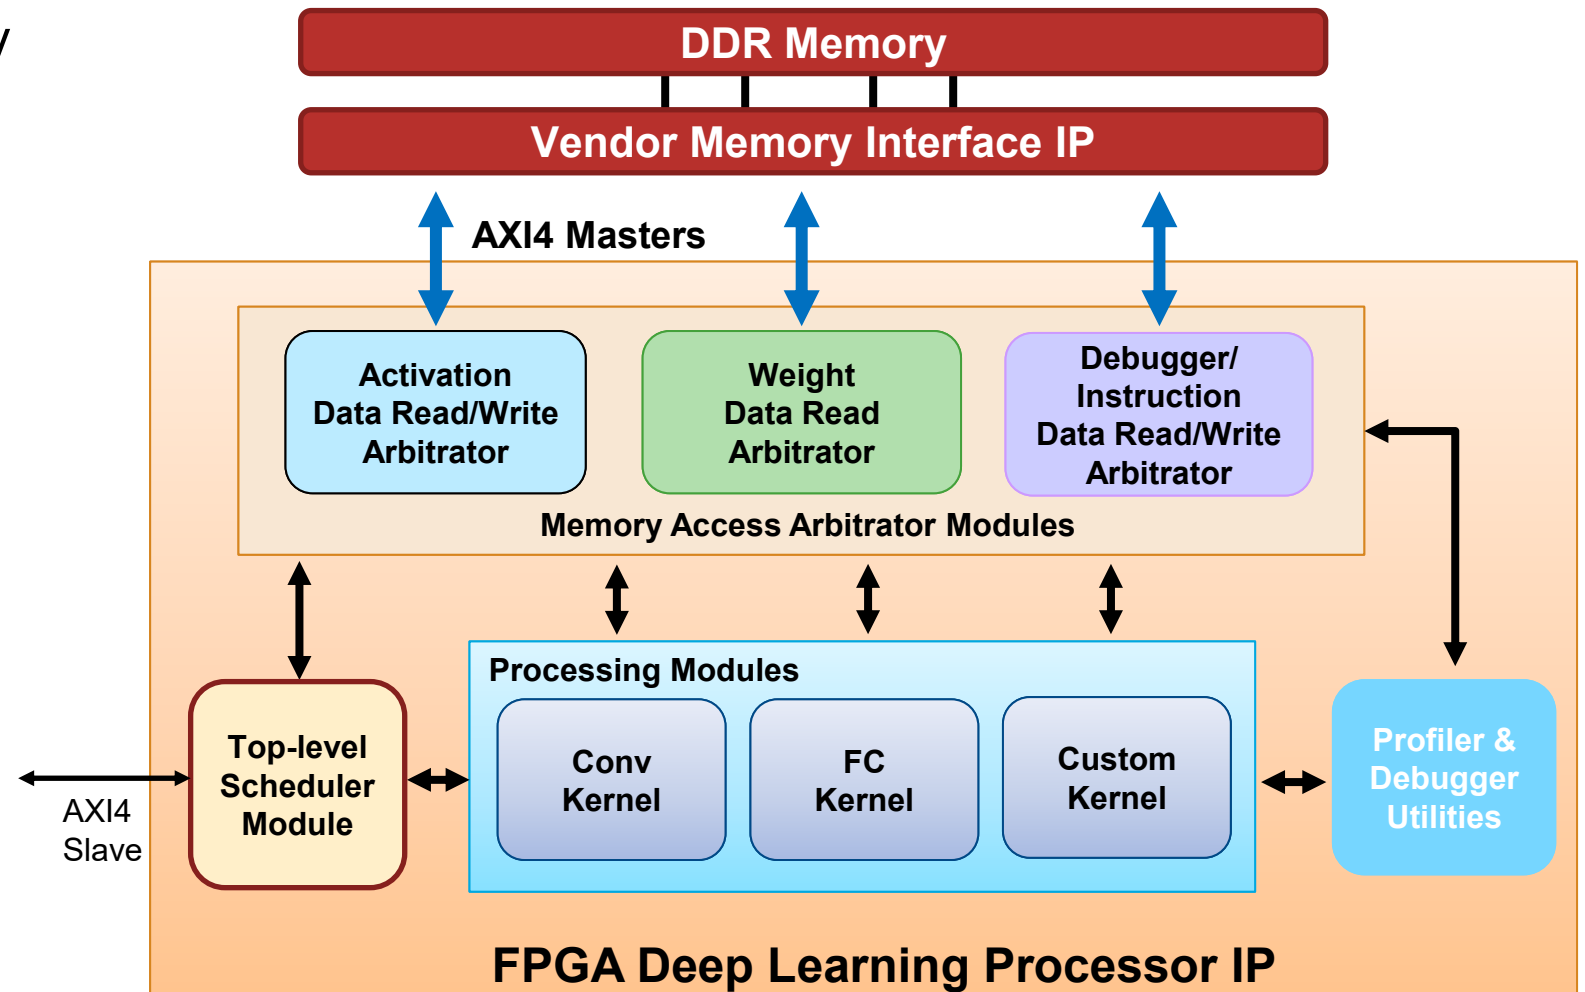 DDR Memory
Vendor Memory Interface IP
AXI4 Masters
Activation
Data Read/Write
Arbitrator
Weight
Data Read
Arbitrator
Debugger/
Instruction
Data Read/Write
Arbitrator
Memory Access Arbitrator Modules
Processing Modules
Top-level
Scheduler
Module
Conv
Kernel
FC
Kernel
Custom
Kernel
Profiler &
Debugger
Utilities
AXI4
Slave
FPGA Deep Learning Processor IP